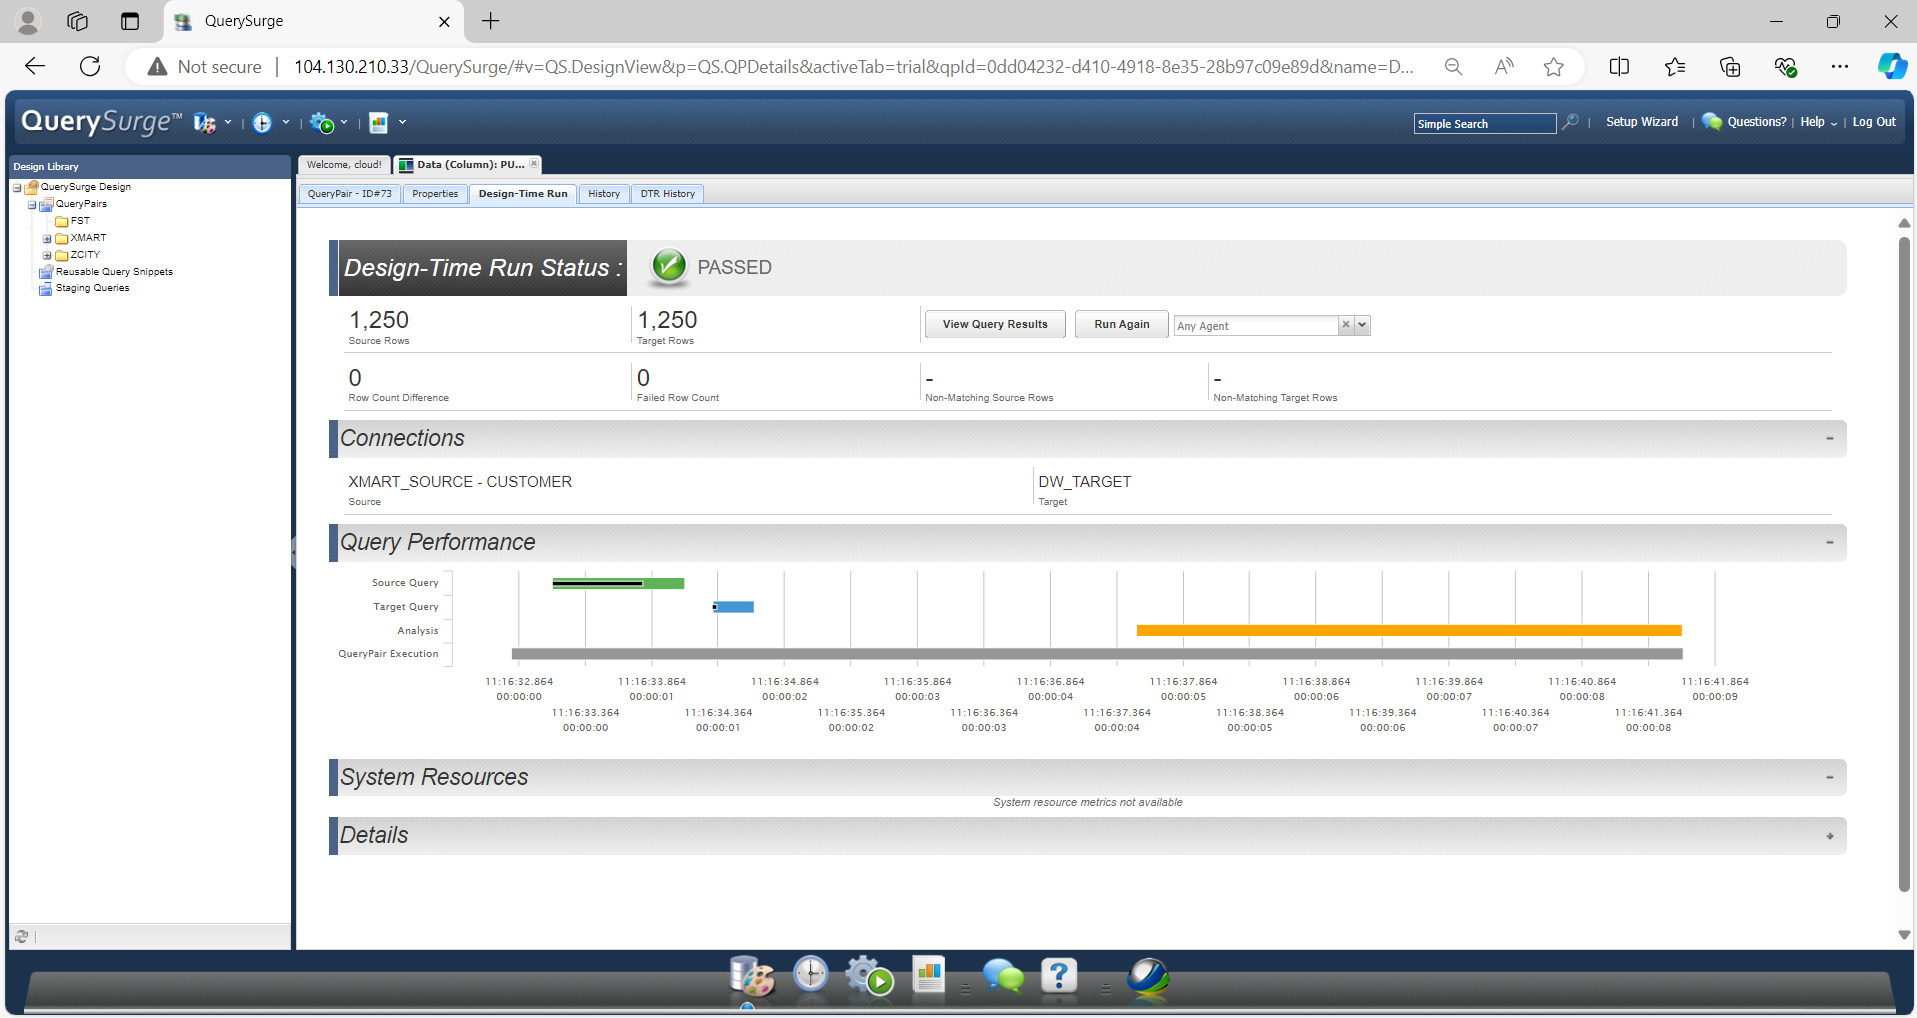 QuerySurge
Not secure
104.130.210.33/QuerySurge/#v=QS.DesignView&p=QS.QPDetails&activeTab=trial&qpId=0dd04232-d410-4918-8e35-28b97c09e89d&name=D...
QuerySurge™
Simple Search
Setup Wizard
Questions?
Help
Log Out
Design Library
QuerySurge Design
QueryPairs
FST
XMART
ZCITY
Reusable Query Snippets
Staging Queries
Welcome, cloud!
Data (Column): PU...
QueryPair - ID#73
Properties
Design-Time Run
History
DTR History
Design-Time Run Status :
PASSED
1,250
Source Rows
1,250
Target Rows
View Query Results
Run Again
Any Agent
0
Row Count Difference
0
Failed Row Count
-
Non-Matching Source Rows
-
Non-Matching Target Rows
Connections
XMART_SOURCE - CUSTOMER
Source
DW_TARGET
Target
Query Performance
Source Query
Target Query
Analysis
QueryPair Execution
11:16:32.864 11:16:33.864 11:16:34.864 11:16:35.864 11:16:36.864 11:16:37.864 11:16:38.864 11:16:39.864 11:16:40.864 11:16:41.864
00:00:00 00:00:01 00:00:02 00:00:03 00:00:04 00:00:05 00:00:06 00:00:07 00:00:08 00:00:09
11:16:33.364 11:16:34.364 11:16:35.364 11:16:36.364 11:16:37.364 11:16:38.364 11:16:39.364 11:16:40.364 11:16:41.364
00:00:00 00:00:01 00:00:02 00:00:03 00:00:04 00:00:05 00:00:06 00:00:07 00:00:08
System Resources
System resource metrics not available
Details